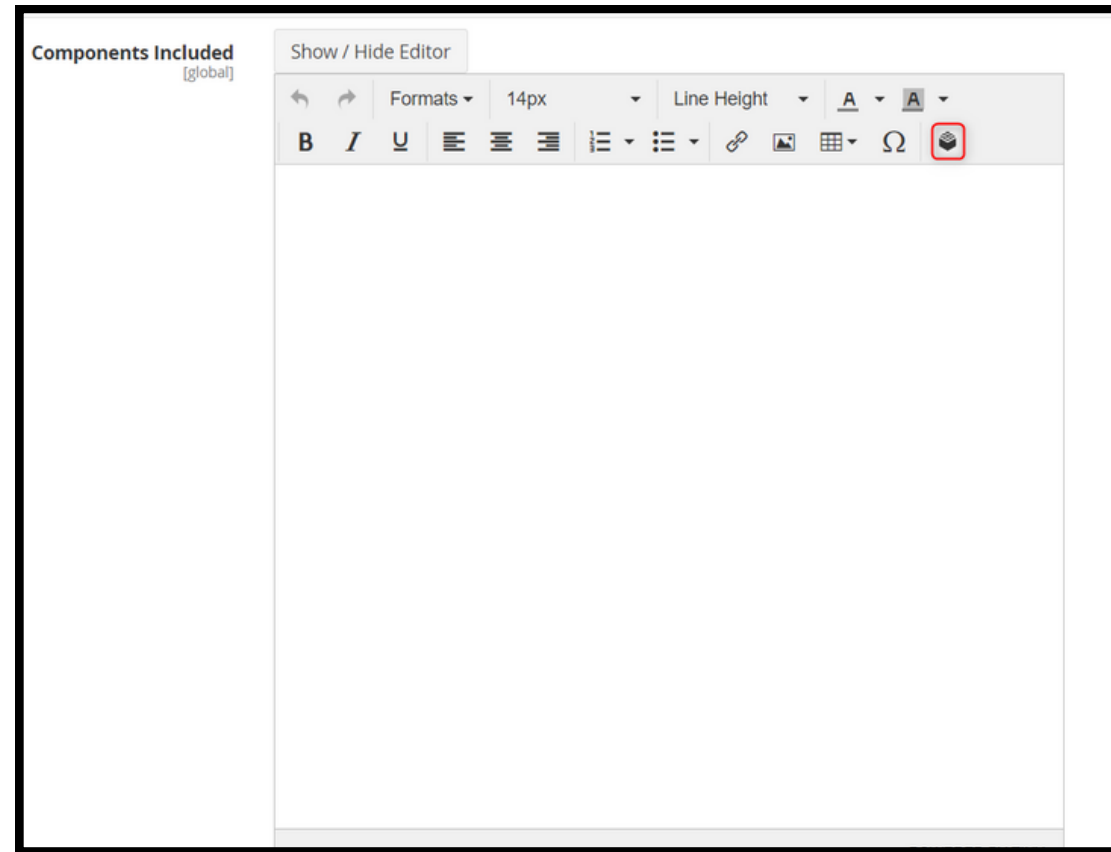 Components Included
[global]
Show / Hide Editor
Formats 14px Line Height A A
B I U Ω